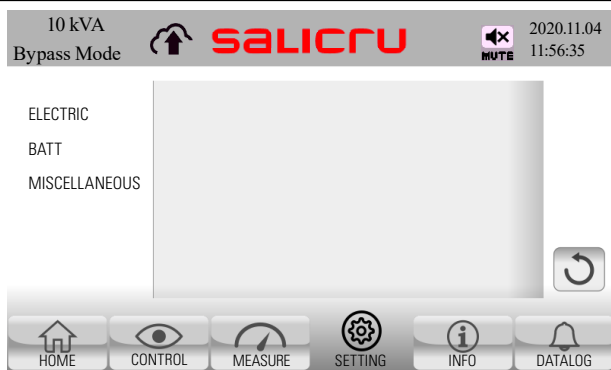 10 kVA
Bypass Mode
salicru
MUTE
2020.11.04
11:56:35
ELECTRIC
BATT
MISCELLANEOUS
HOME
CONTROL
MEASURE
SETTING
INFO
DATALOG